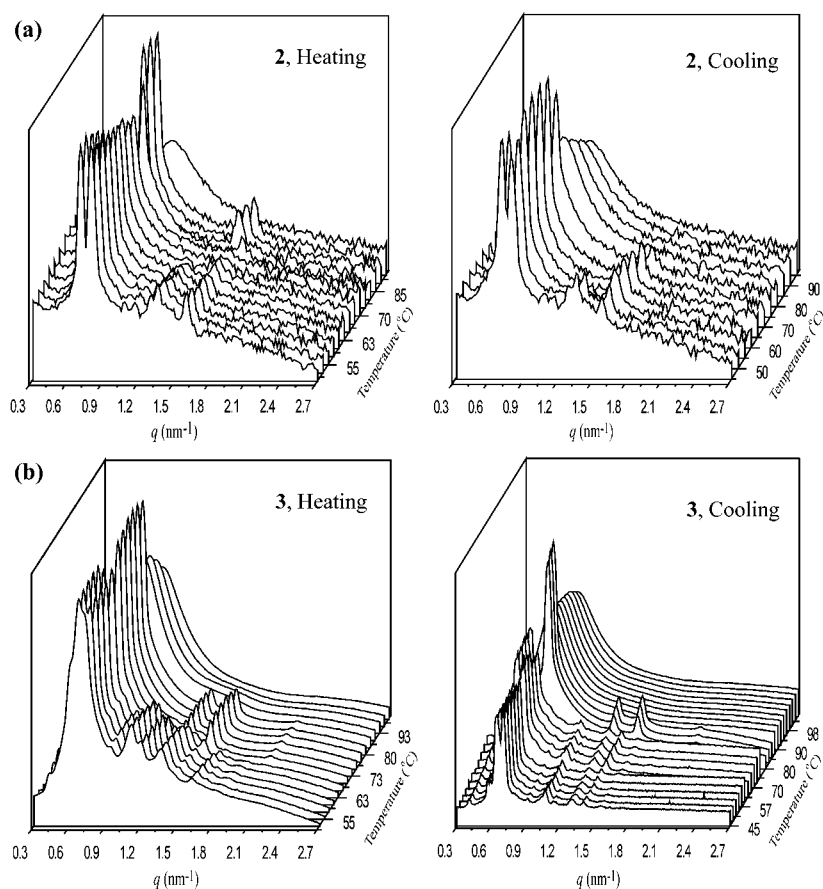 (a)
2, Heating
2, Cooling
85
70
63
55
Temperature (°C)
90
80
70
60
50
Temperature (°C)
0.3 0.6 0.9 1.2 1.5 1.8 2.1 2.4 2.7
q (nm-1)
0.3 0.6 0.9 1.2 1.5 1.8 2.1 2.4 2.7
q (nm-1)
(b)
3, Heating
3, Cooling
93
80
73
63
55
Temperature (°C)
98
90
80
70
57
45
Temperature (°C)
0.3 0.6 0.9 1.2 1.5 1.8 2.1 2.4 2.7
q (nm-1)
0.3 0.6 0.9 1.2 1.5 1.8 2.1 2.4 2.7
q (nm-1)